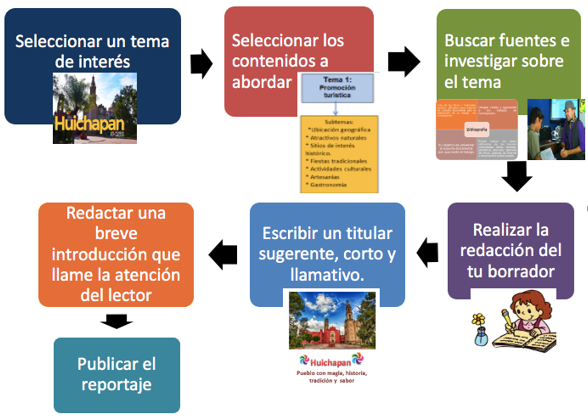 Seleccionar un tema
de interés
Huichapan
Seleccionar los
contenidos a
abordar
Tema 1:
Promoción
turística
Subtemas:
*Ubicación geográfica
* Atractivos naturales
* Sitios de interés
histórico.
* Fiestas tradicionales
* Actividades culturales
* Artesanías
* Gastronomía
Buscar fuentes e
investigar sobre
el tema
Realizar la
redacción del
tu borrador
Escribir un titular
sugerente, corto y
llamativo.
Huichapan
Pueblo con magia, historia,
tradición y sabor
Redactar una
breve
introducción que
llame la atención
del lector
Publicar el
reportaje